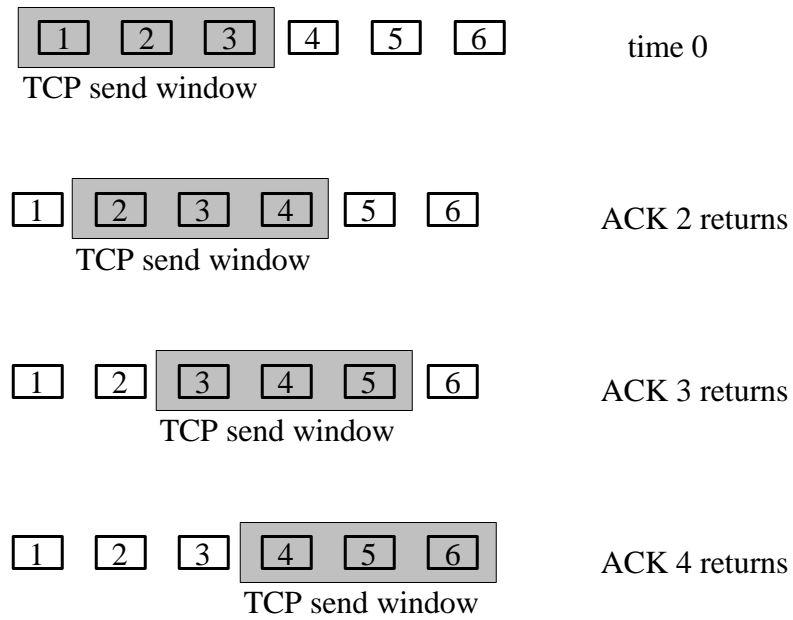 1 2 3 4 5 6 time 0
TCP send window
1 2 3 4 5 6 ACK 2 returns
TCP send window
1 2 3 4 5 6 ACK 3 returns
TCP send window
1 2 3 4 5 6 ACK 4 returns
TCP send window